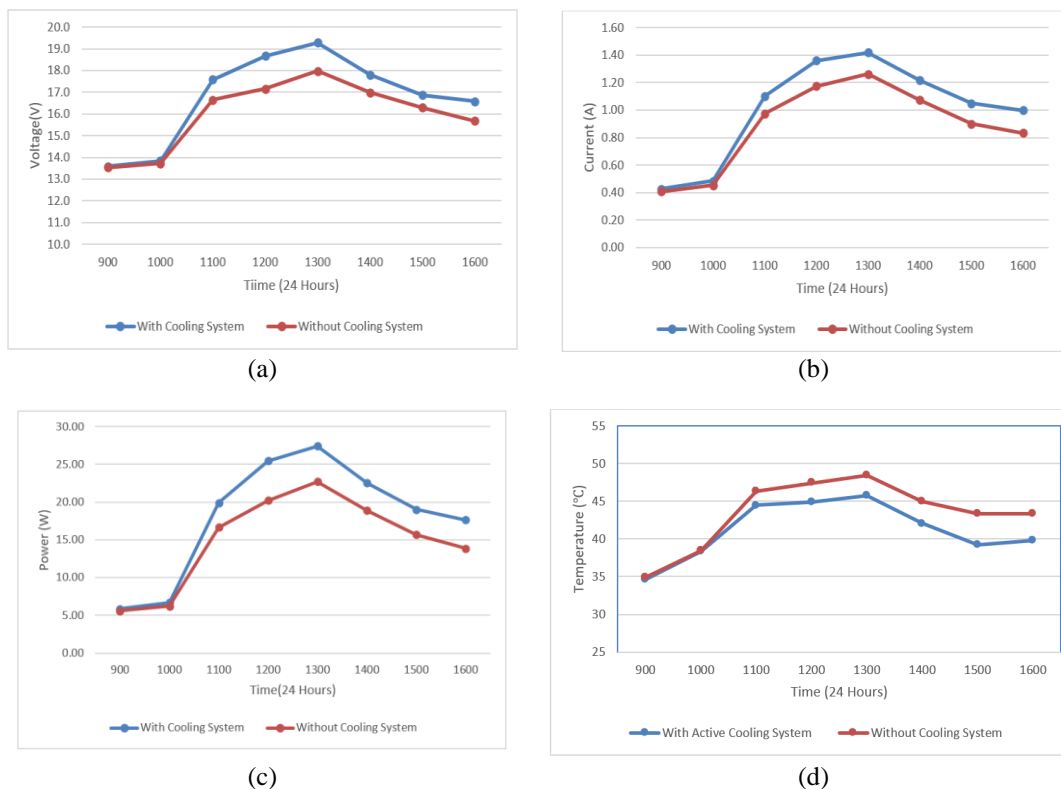 20.0
19.0
18.0
17.0
16.0
15.0
14.0
13.0
12.0
11.0
10.0
Voltage(V)
900 1000 1100 1200 1300 1400 1500 1600
Tiime (24 Hours)
With Cooling System Without Cooling System
(a)
1.60
1.40
1.20
1.00
0.80
0.60
0.40
0.20
0.00
Current (A)
900 1000 1100 1200 1300 1400 1500 1600
Time (24 Hours)
With Cooling System Without Cooling System
(b)
30.00
25.00
20.00
15.00
10.00
5.00
0.00
Power (W)
900 1000 1100 1200 1300 1400 1500 1600
Time(24 Hours)
With Cooling System Without Cooling System
(c)
55
50
45
40
35
30
25
Temperature (°C)
900 1000 1100 1200 1300 1400 1500 1600
Time (24 Hours)
With Active Cooling System Without Cooling System
(d)